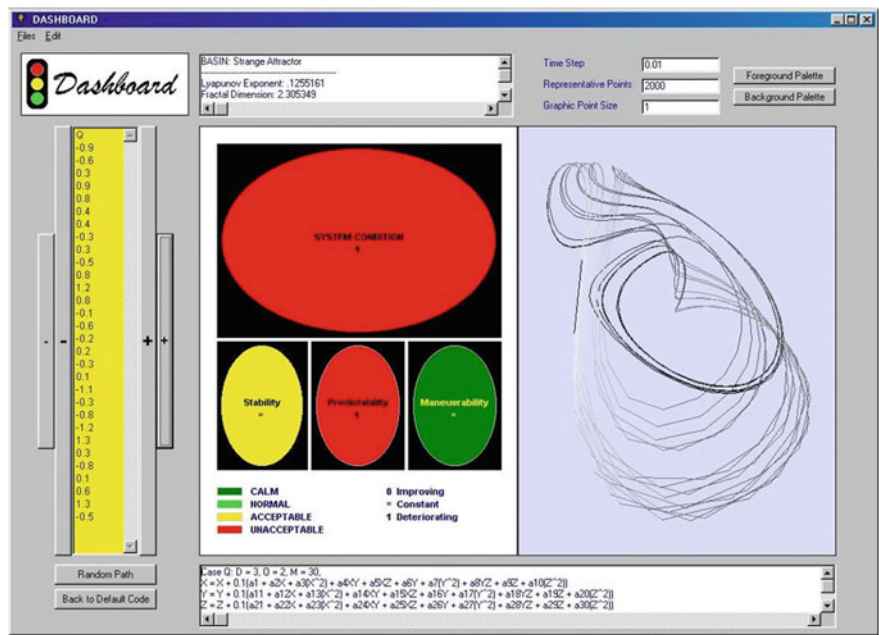 DASHBOARD
Files Edit
Dashboard
BASIN: Strange Attractor
Lyapunov Exponent: .1255161
Fractal Dimension: 2.305349
Time Step 0.01
Representative Points 2000
Graphic Point Size 1
Foreground Palette
Background Palette
Q
-0.9
-0.6
0.3
0.9
0.8
0.4
0.4
-0.3
0.3
-0.5
0.8
1.2
0.8
-0.1
-0.6
-0.2
0.2
-0.3
0.1
-1.1
-0.3
-0.8
-1.2
1.3
0.3
-0.8
0.1
0.6
1.3
-0.5
- - + +
SYSTEM CONDITION
1
Stability
=
Predictability
1
Maneuverability
=
CALM
NORMAL
ACCEPTABLE
UNACCEPTABLE
0 Improving
= Constant
1 Deteriorating
Random Path
Back to Default Code
Case Q: D = 3, O = 2, M = 30,
X = X + 0.1(a1 + a2X + a3(X^2) + a4XY + a5XZ + a6Y + a7(Y^2) + a8YZ + a9Z + a10(Z^2))
Y = Y + 0.1(a11 + a12X + a13(X^2) + a14XY + a15XZ + a16Y + a17(Y^2) + a18YZ + a19Z + a20(Z^2))
Z = Z + 0.1(a21 + a22X + a23(X^2) + a24XY + a25XZ + a26Y + a27(Y^2) + a28YZ + a29Z + a30(Z^2))